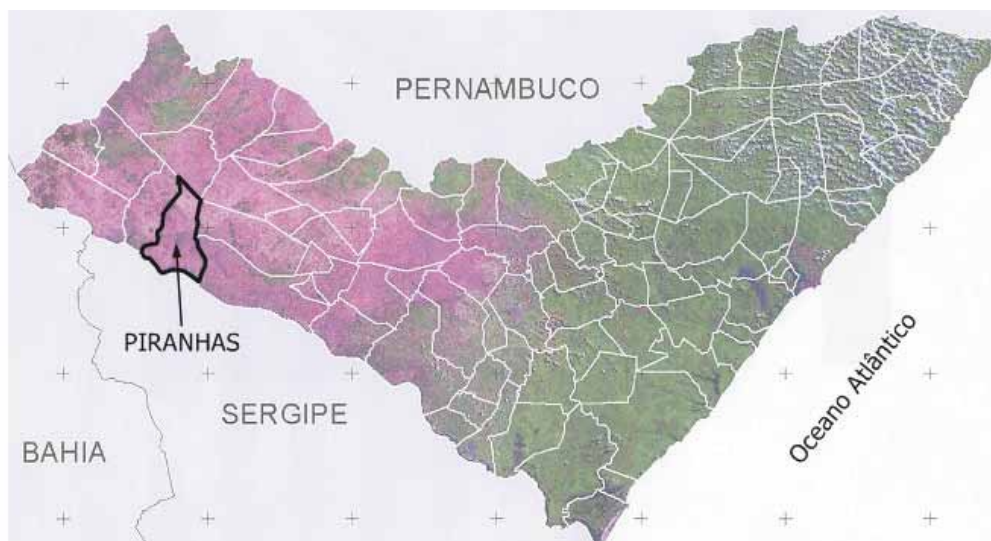 PERNAMBUCO
PIRANHAS
SERGIPE
BAHIA
Oceano Atlântico